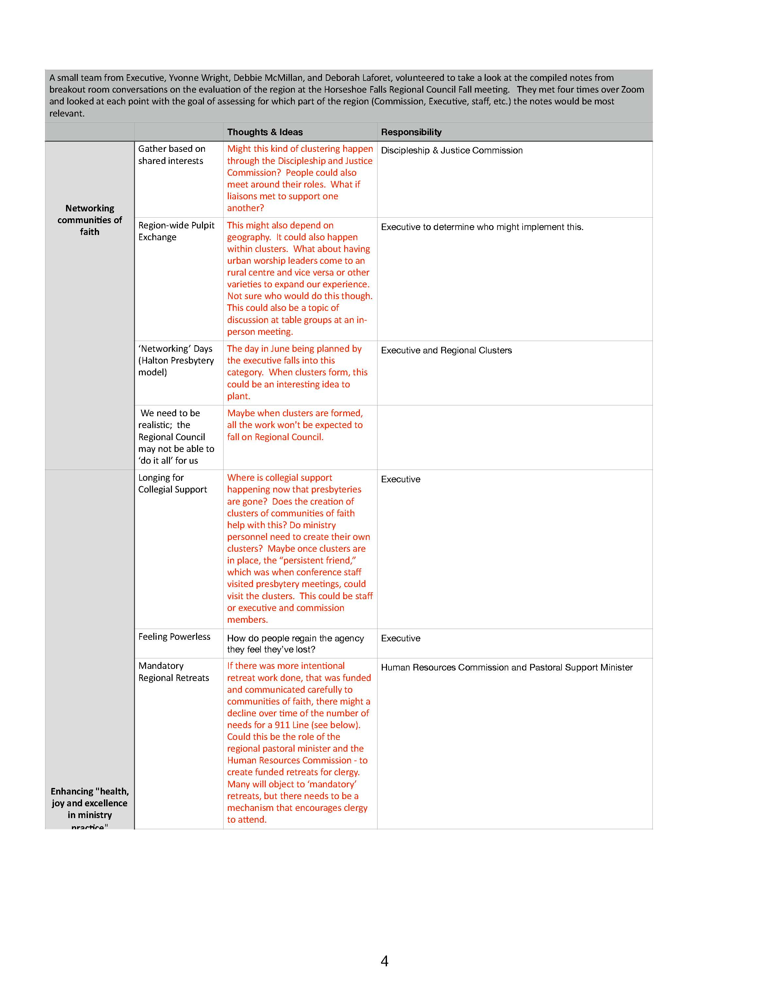 A small team from Executive, Yvonne Wright, Debbie McMillan, and Deborah Laforet, volunteered to take a look at the compiled notes from
breakout room conversations on the evaluation of the region at the Horseshoe Falls Regional Council Fall meeting.   They met four times over Zoom
and looked at each point with the goal of assessing for which part of the region (Commission, Executive, staff, etc.) the notes would be most
relevant.
Thoughts & Ideas
Responsibility
Networking
communities of
faith
Gather based on
shared interests
Might this kind of clustering happen
through the Discipleship and Justice
Commission?  People could also
meet around their roles.  What if
liaisons met to support one
another?
Discipleship & Justice Commission
Region-wide Pulpit
Exchange
This might also depend on
geography.  It could also happen
within clusters.  What about having
urban worship leaders come to an
rural centre and vice versa or other
varieties to expand our experience.
Not sure who would do this though.
This could also be a topic of
discussion at table groups at an in-
person meeting.
Executive to determine who might implement this.
‘Networking’ Days
(Halton Presbytery
model)
The day in June being planned by
the executive falls into this
category.  When clusters form, this
could be an interesting idea to
plant.
Executive and Regional Clusters
We need to be
realistic;  the
Regional Council
may not be able to
‘do it all’ for us
Maybe when clusters are formed,
all the work won't be expected to
fall on Regional Council.
Longing for
Collegial Support
Where is collegial support
happening now that presbyteries
are gone?  Does the creation of
clusters of communities of faith
help with this? Do ministry
personnel need to create their own
clusters?  Maybe once clusters are
in place, the “persistent friend,”
which was when conference staff
visited presbytery meetings, could
visit the clusters.  This could be staff
or executive and commission
members.
Executive
Feeling Powerless
How do people regain the agency
they feel they’ve lost?
Executive
Mandatory
Regional Retreats
If there was more intentional
retreat work done, that was funded
and communicated carefully to
communities of faith, there might a
decline over time of the number of
needs for a 911 Line (see below).
Could this be the role of the
regional pastoral minister and the
Human Resources Commission - to
create funded retreats for clergy.
Many will object to ‘mandatory’
retreats, but there needs to be a
mechanism that encourages clergy
to attend.
Human Resources Commission and Pastoral Support Minister
Enhancing "health,
joy and excellence
in ministry
practice"
4